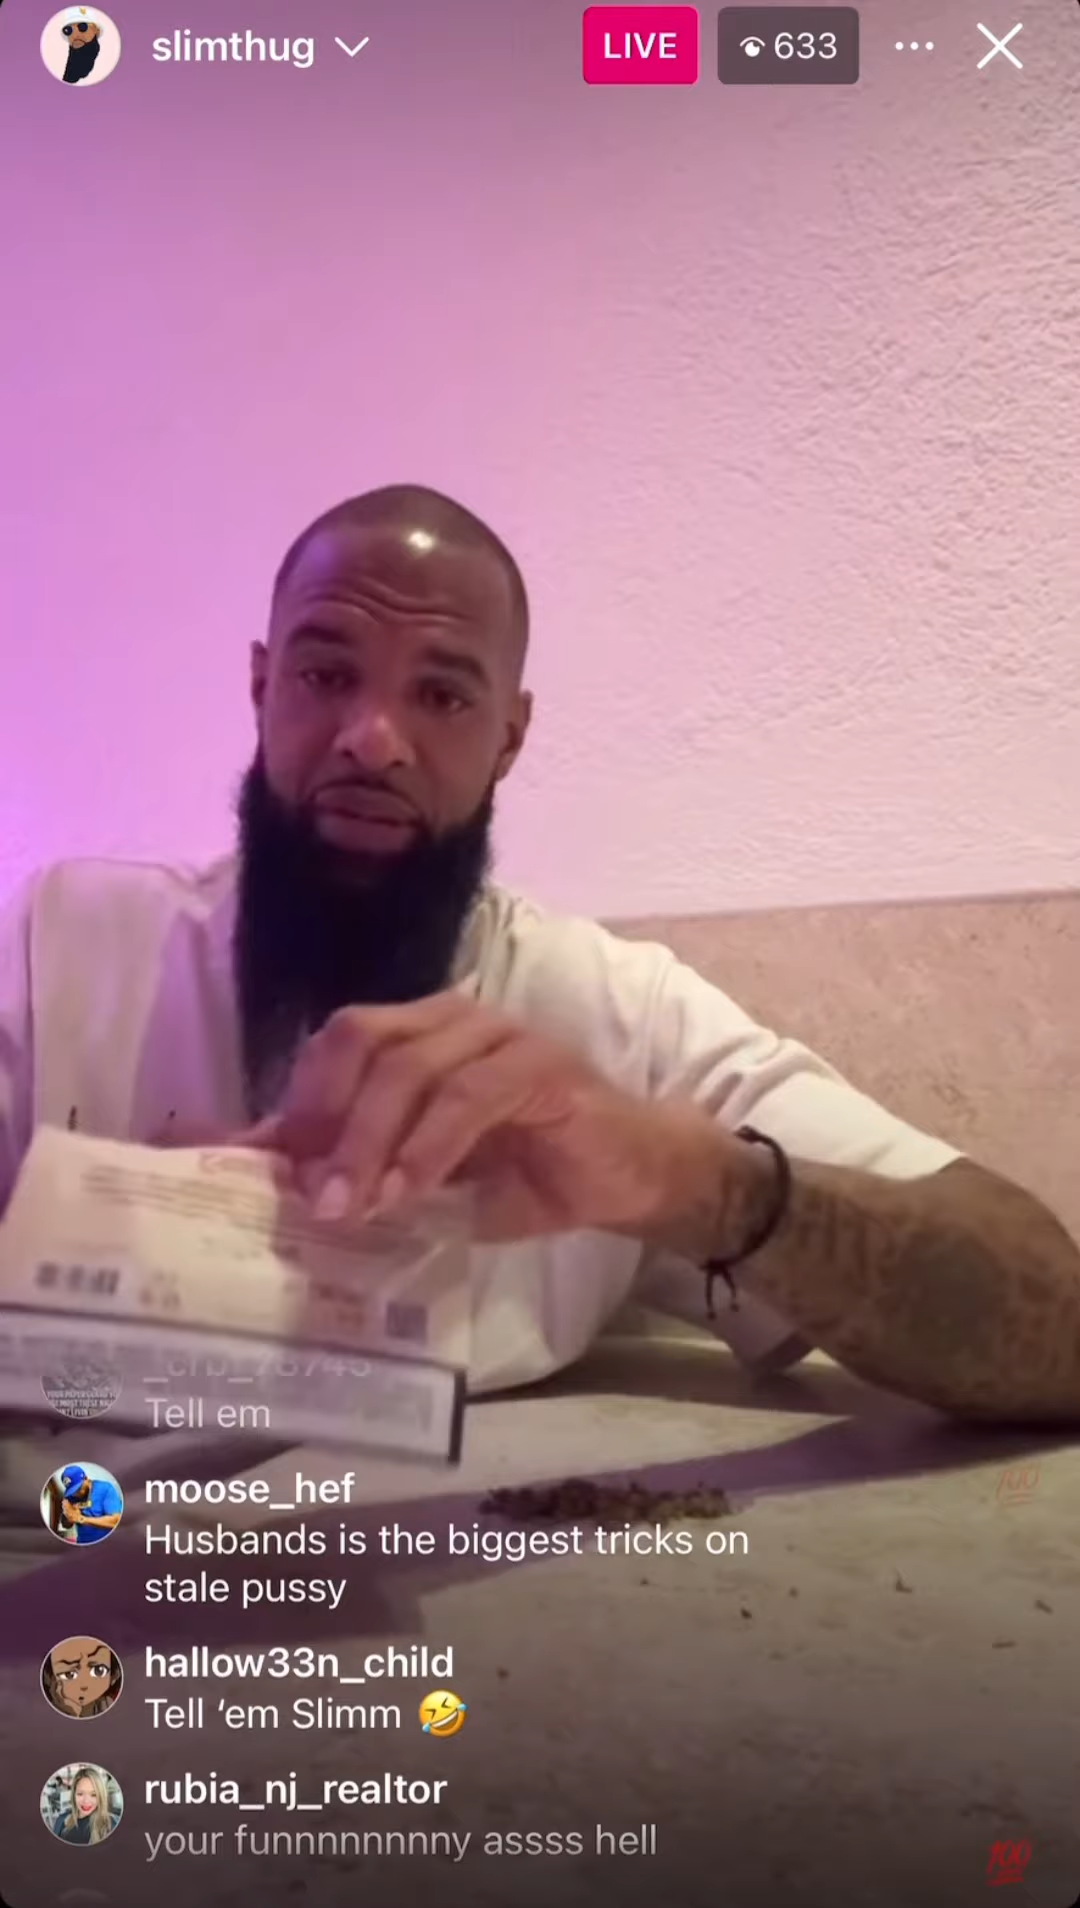 slimthug
LIVE
633
Tell em
moose_hef
Husbands is the biggest tricks on
stale pussy
hallow33n_child
Tell ‘em Slimm 🤣
rubia_nj_realtor
your funnnnnnnny assss hell
💯
💯